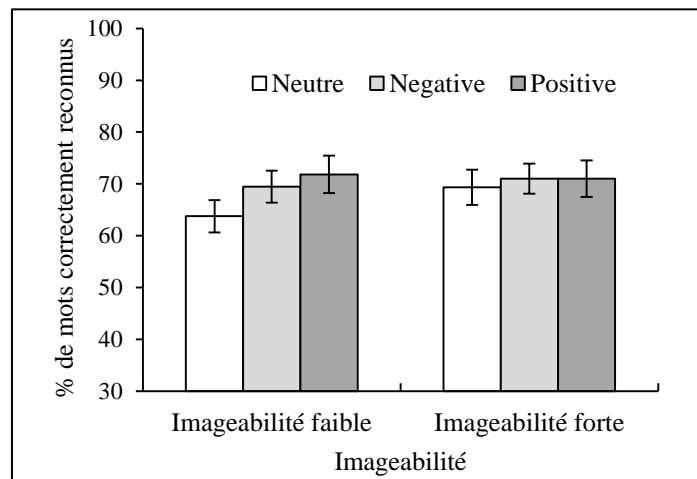 % de mots correctement reconnus
100
90
80
70
60
50
40
30
Neutre Negative Positive
Imageabilité faible Imageabilité forte
Imageabilité